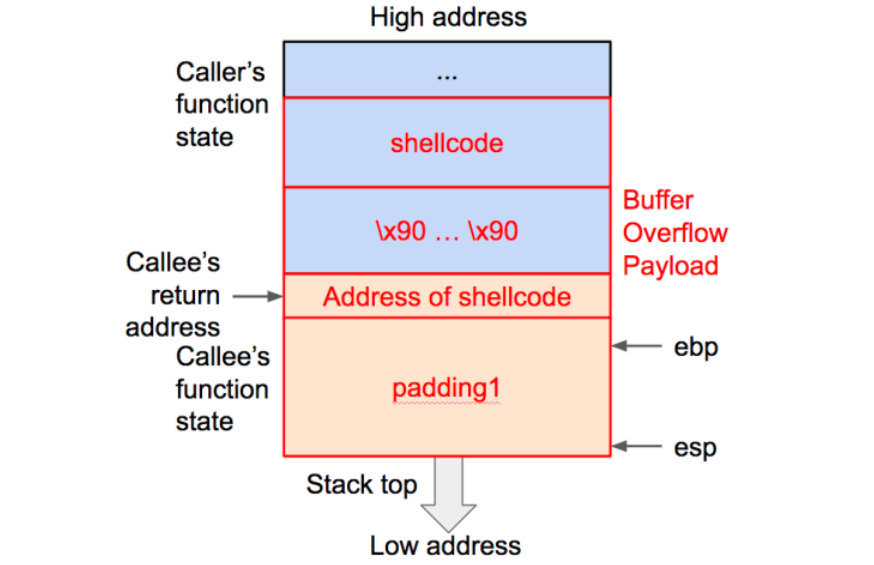 High address
Caller's
function
state
...
shellcode
\x90 ... \x90
Buffer
Overflow
Payload
Callee's
return
address
Address of shellcode
Callee's
function
state
padding1
ebp
esp
Stack top
Low address